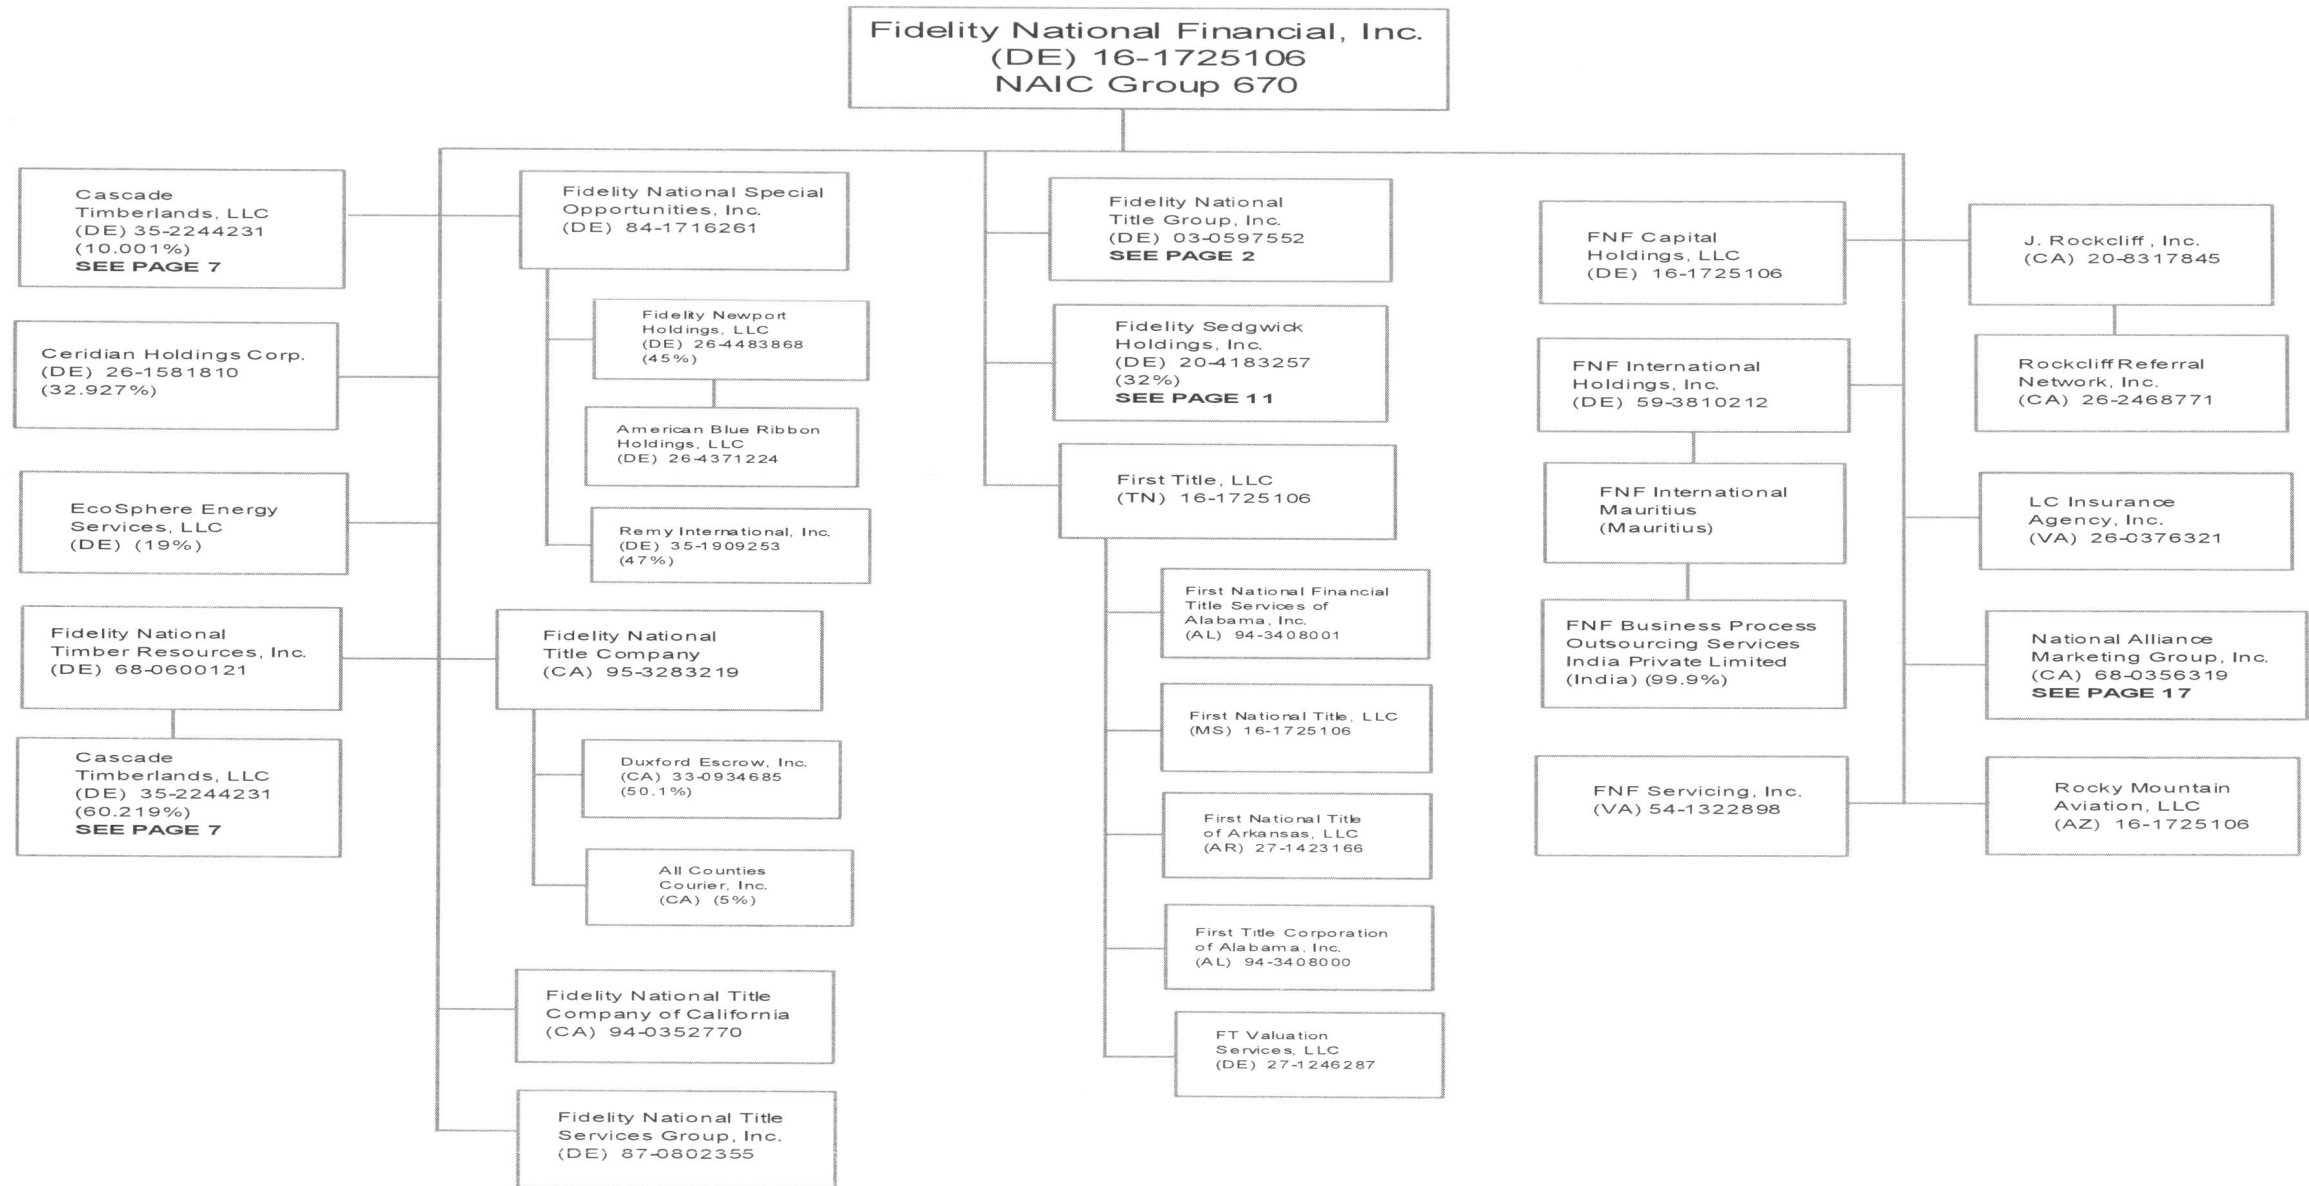 Fidelity National Financial, Inc.
(DE) 16-1725106
NAIC Group 670
Cascade
Timberlands, LLC
(DE) 35-2244231
(10.001%)
SEE PAGE 7
Ceridian Holdings Corp.
(DE) 26-1581810
(32.927%)
EcoSphere Energy
Services, LLC
(DE) (19%)
Fidelity National
Timber Resources, Inc.
(DE) 68-0600121
Cascade
Timberlands, LLC
(DE) 35-2244231
(60.219%)
SEE PAGE 7
Fidelity National Special
Opportunities, Inc.
(DE) 84-1716261
Fidelity Newport
Holdings, LLC
(DE) 26-4483868
(45%)
American Blue Ribbon
Holdings, LLC
(DE) 26-4371224
Remy International, Inc.
(DE) 35-1909253
(47%)
Fidelity National
Title Company
(CA) 95-3283219
Duxford Escrow, Inc.
(CA) 33-0934685
(50.1%)
All Counties
Courier, Inc.
(CA) (5%)
Fidelity National Title
Company of California
(CA) 94-0352770
Fidelity National Title
Services Group, Inc.
(DE) 87-0802355
Fidelity National
Title Group, Inc.
(DE) 03-0597552
SEE PAGE 2
Fidelity Sedgwick
Holdings, Inc.
(DE) 20-4183257
(32%)
SEE PAGE 11
First Title, LLC
(TN) 16-1725106
First National Financial
Title Services of
Alabama, Inc.
(AL) 94-3408001
First National Title, LLC
(MS) 16-1725106
First National Title
of Arkansas, LLC
(AR) 27-1423166
First Title Corporation
of Alabama, Inc.
(AL) 94-3408000
FT Valuation
Services, LLC
(DE) 27-1246287
FNF Capital
Holdings, LLC
(DE) 16-1725106
FNF International
Holdings, Inc.
(DE) 59-3810212
FNF International
Mauritius
(Mauritius)
FNF Business Process
Outsourcing Services
India Private Limited
(India) (99.9%)
FNF Servicing, Inc.
(VA) 54-1322898
J. Rockcliff, Inc.
(CA) 20-8317845
Rockcliff Referral
Network, Inc.
(CA) 26-2468771
LC Insurance
Agency, Inc.
(VA) 26-0376321
National Alliance
Marketing Group, Inc.
(CA) 68-0356319
SEE PAGE 17
Rocky Mountain
Aviation, LLC
(AZ) 16-1725106